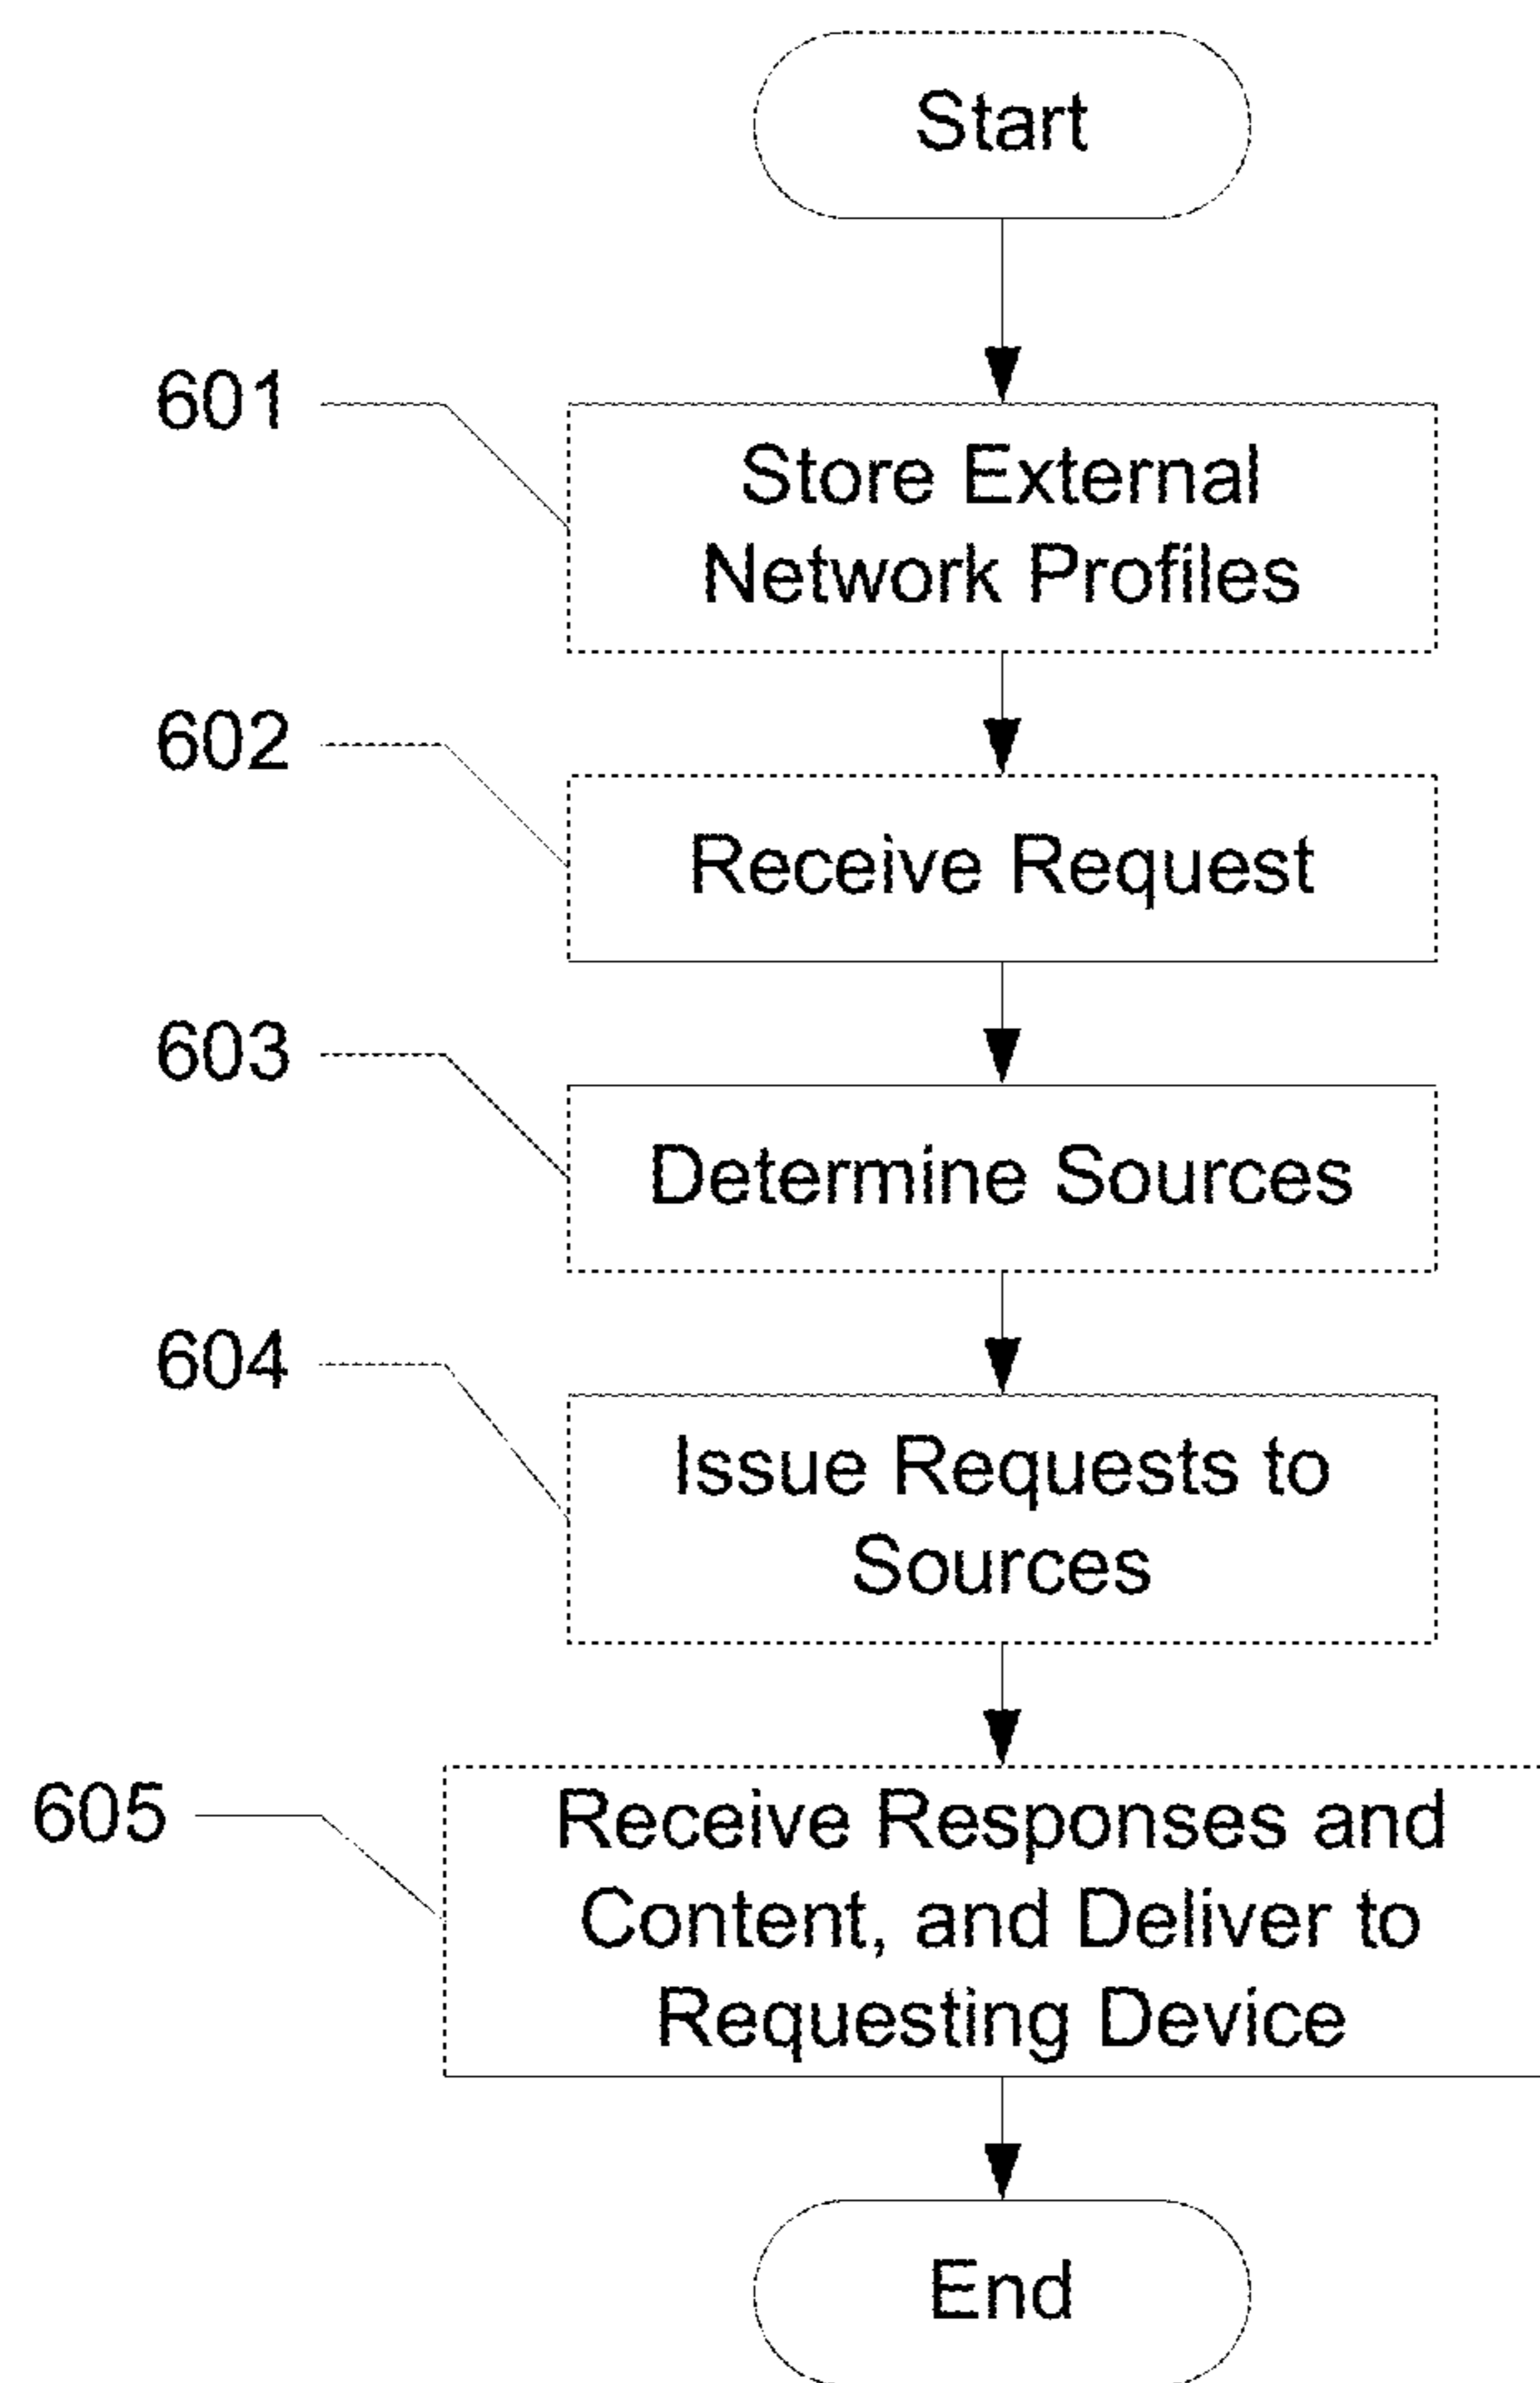 Start
601
Store External
Network Profiles
602
Receive Request
603
Determine Sources
604
Issue Requests to
Sources
605
Receive Responses and
Content, and Deliver to
Requesting Device
End